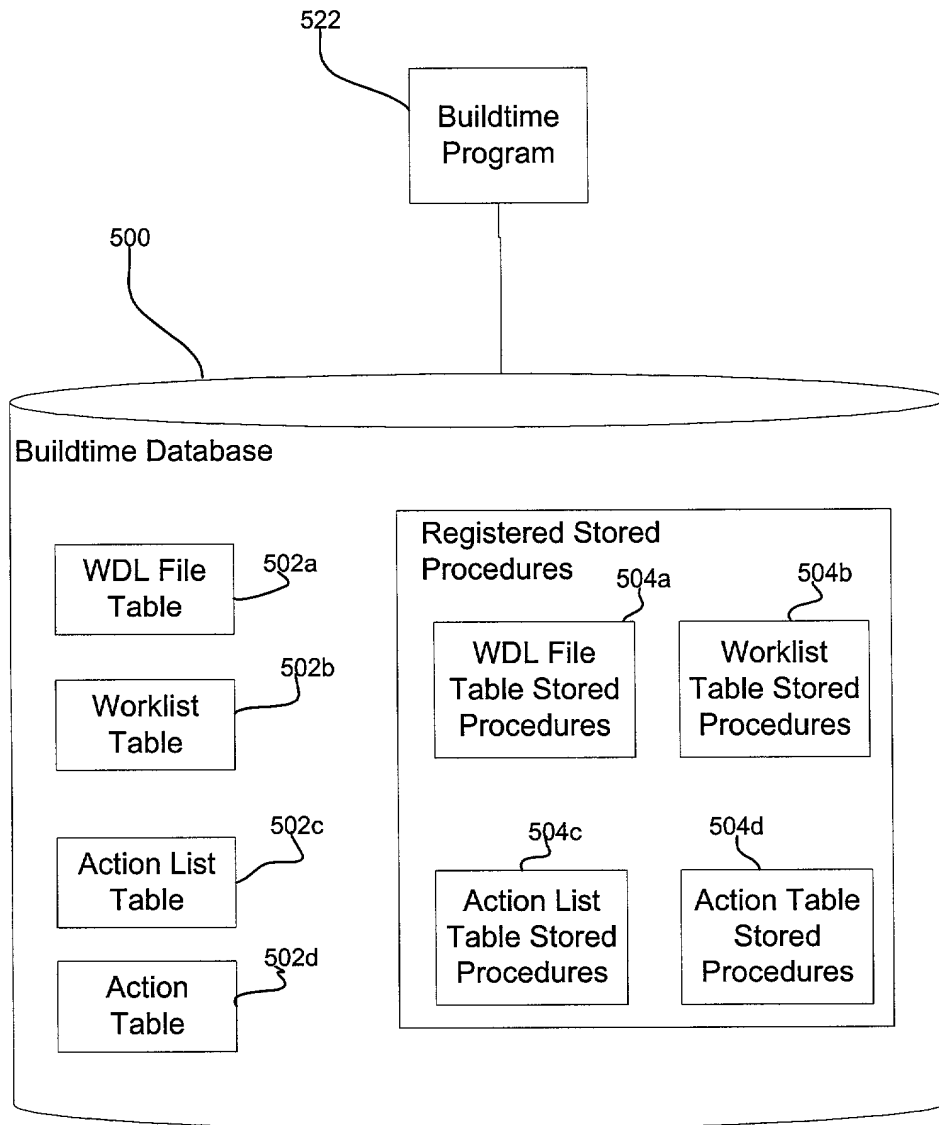 522
Buildtime
Program
500
Buildtime Database
Registered Stored
Procedures
WDL File
Table
502a
504a
504b
WDL File
Table Stored
Procedures
Worklist
Table Stored
Procedures
502b
Worklist
Table
502c
Action List
Table
504c
504d
Action List
Table Stored
Procedures
Action Table
Stored
Procedures
502d
Action
Table